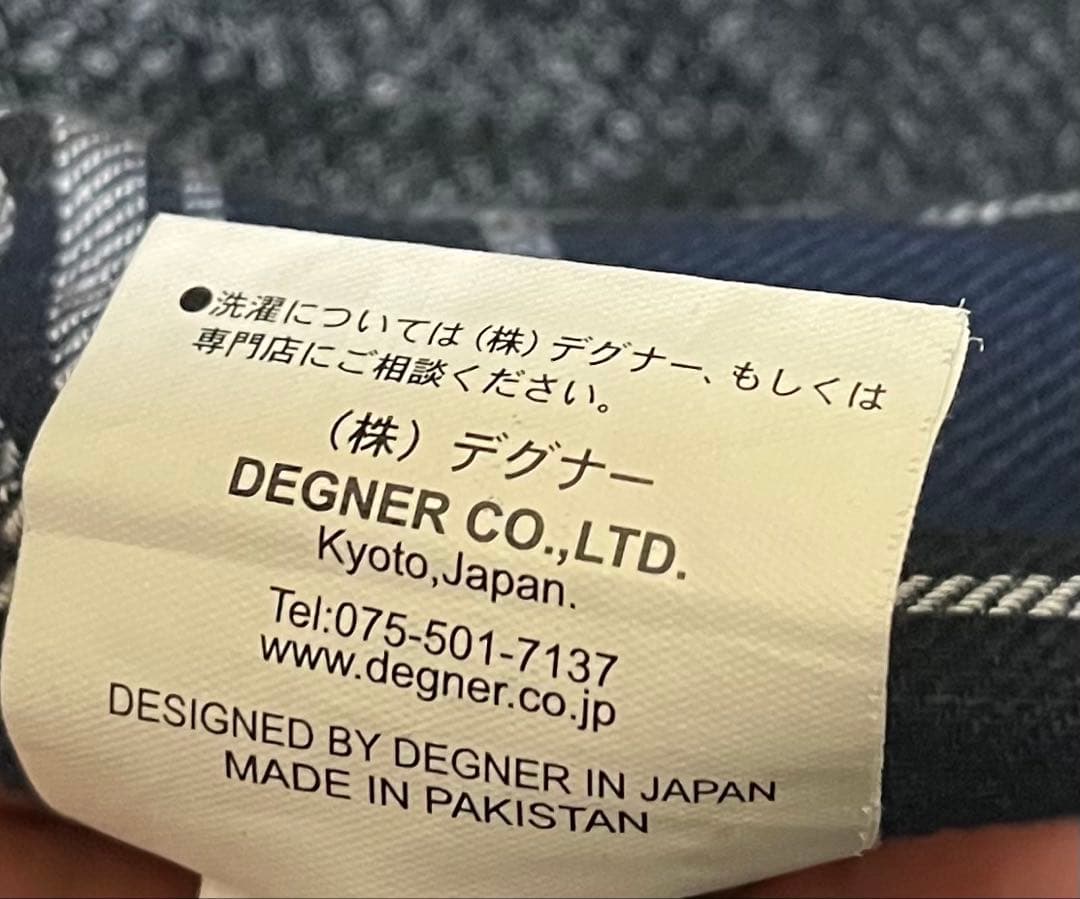 ●洗濯については(株)デグナー、もしくは
専門店にご相談ください。
(株)デグナー
DEGNER CO.,LTD.
Kyoto,Japan.
Tel:075-501-7137
www.degner.co.jp
DESIGNED BY DEGNER IN JAPAN
MADE IN PAKISTAN